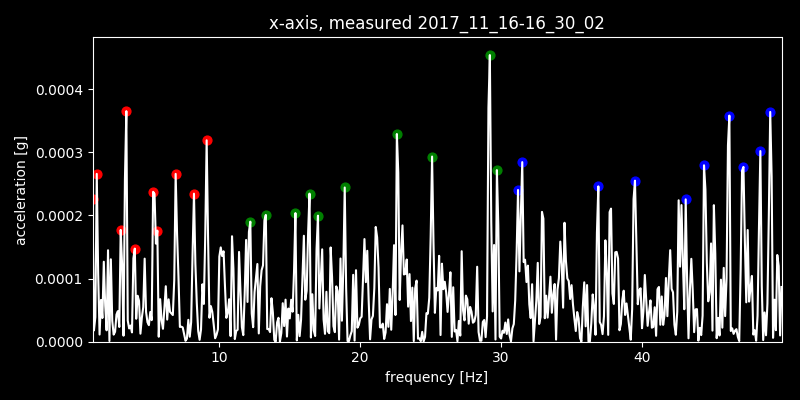 x-axis, measured 2017_11_16-16_30_02
acceleration [g]
0.0004
0.0003
0.0002
0.0001
0.0000
10 20 30 40
frequency [Hz]